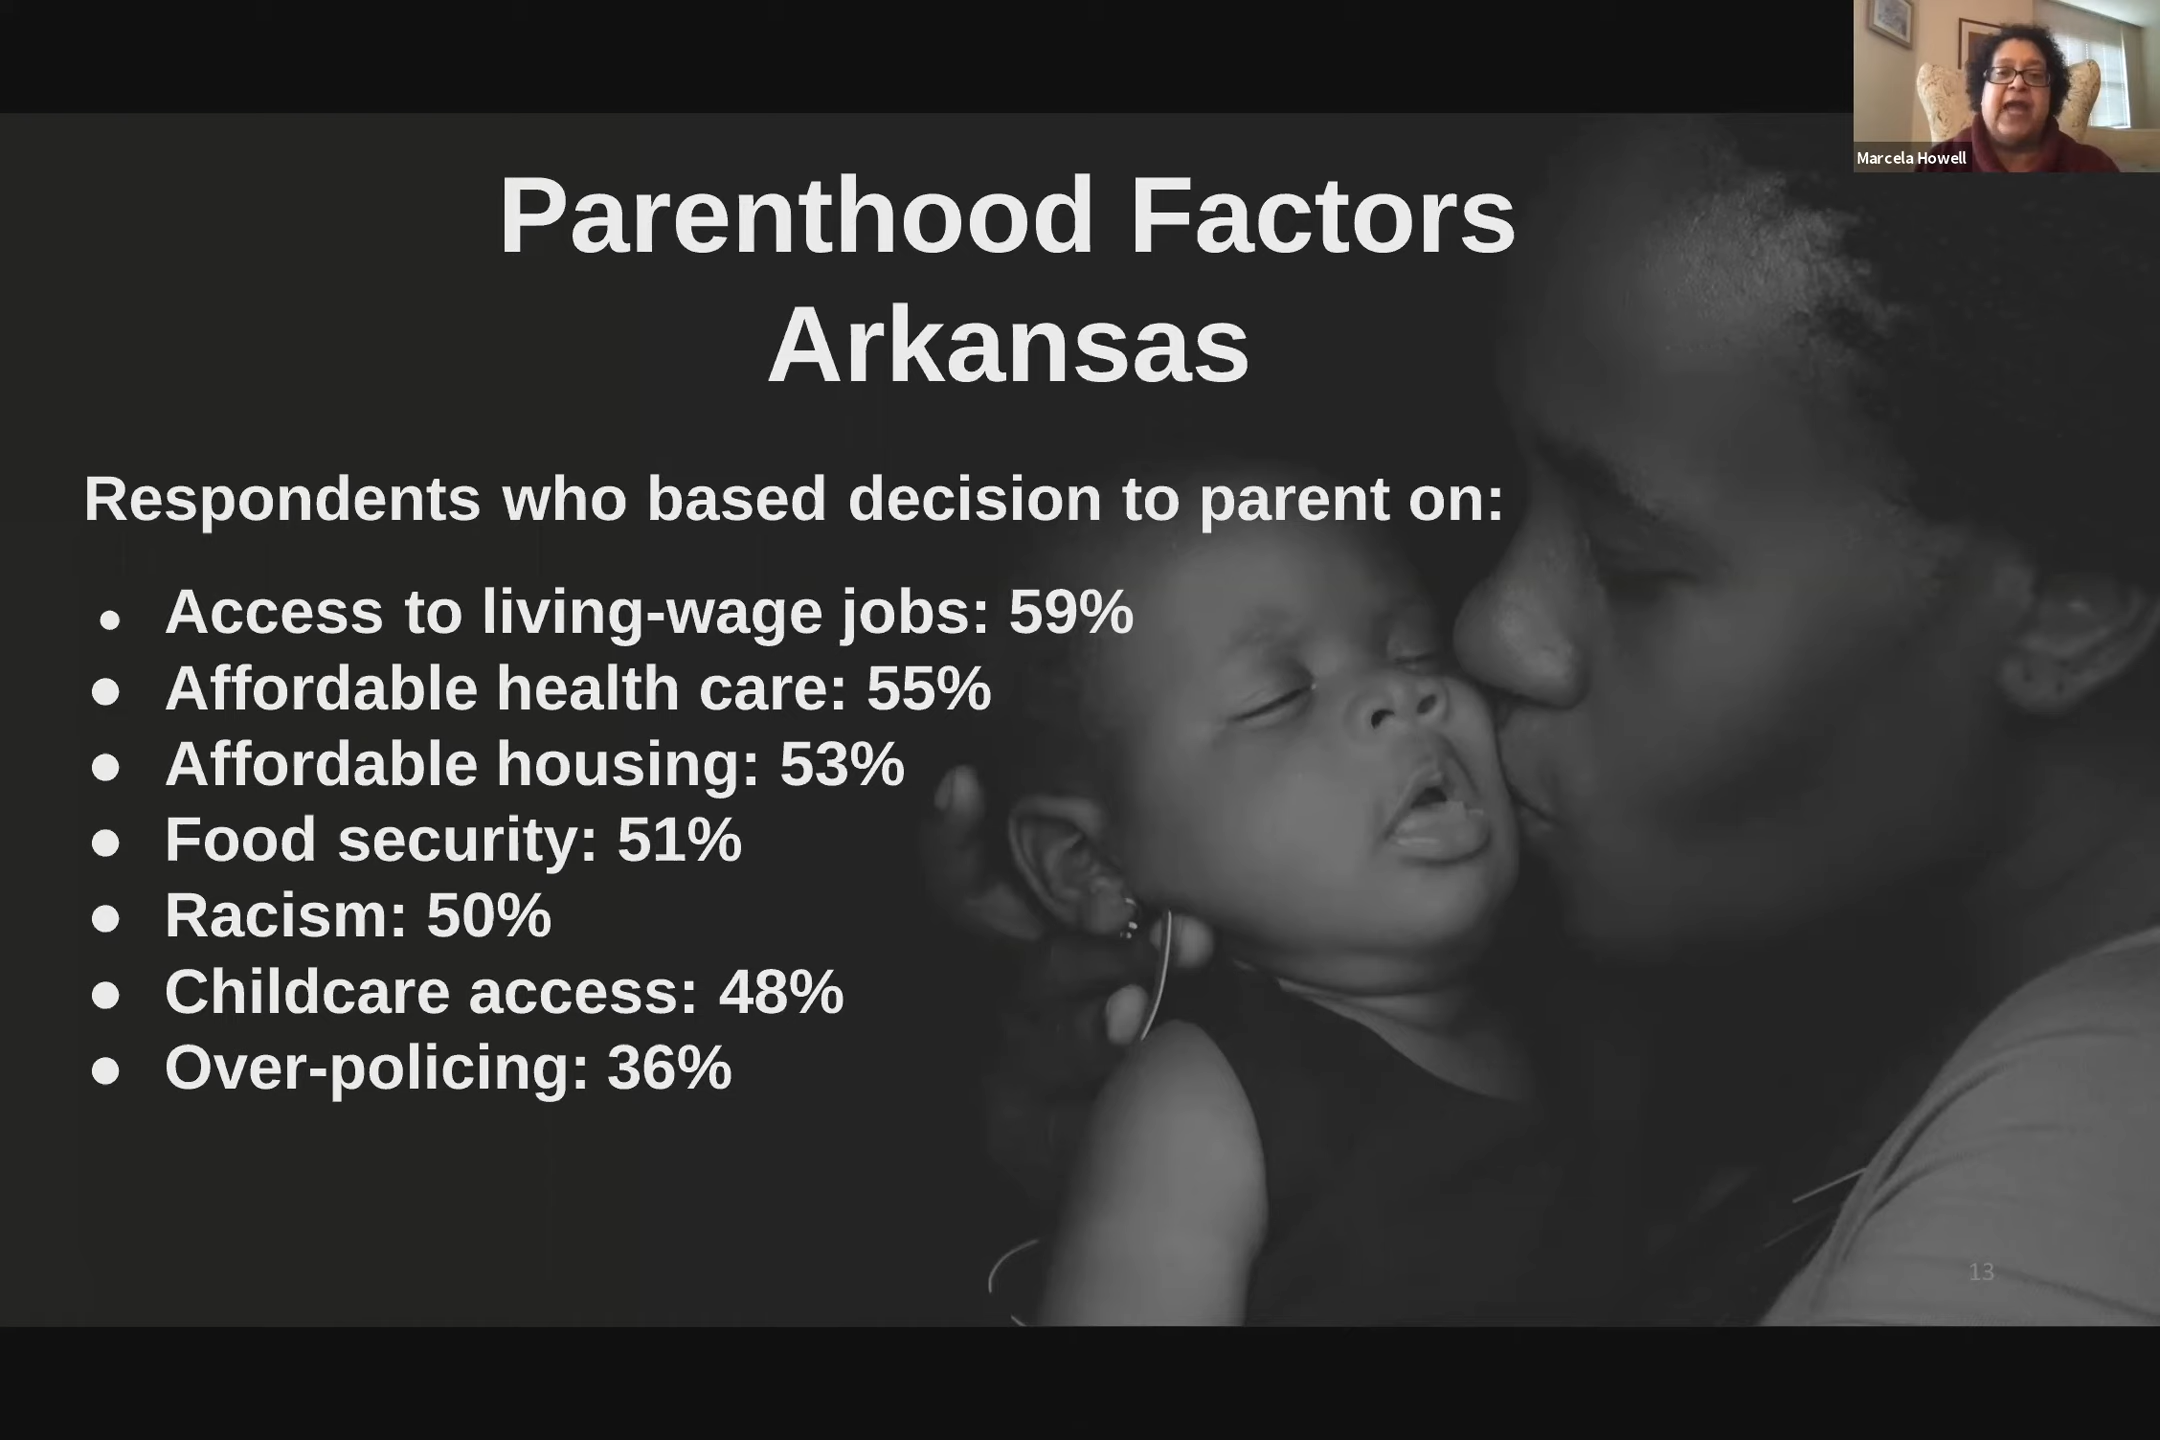 Marcela Howell
Parenthood Factors
Arkansas
Respondents who based decision to parent on:
● Access to living-wage jobs: 59%
● Affordable health care: 55%
● Affordable housing: 53%
● Food security: 51%
● Racism: 50%
● Childcare access: 48%
● Over-policing: 36%
13